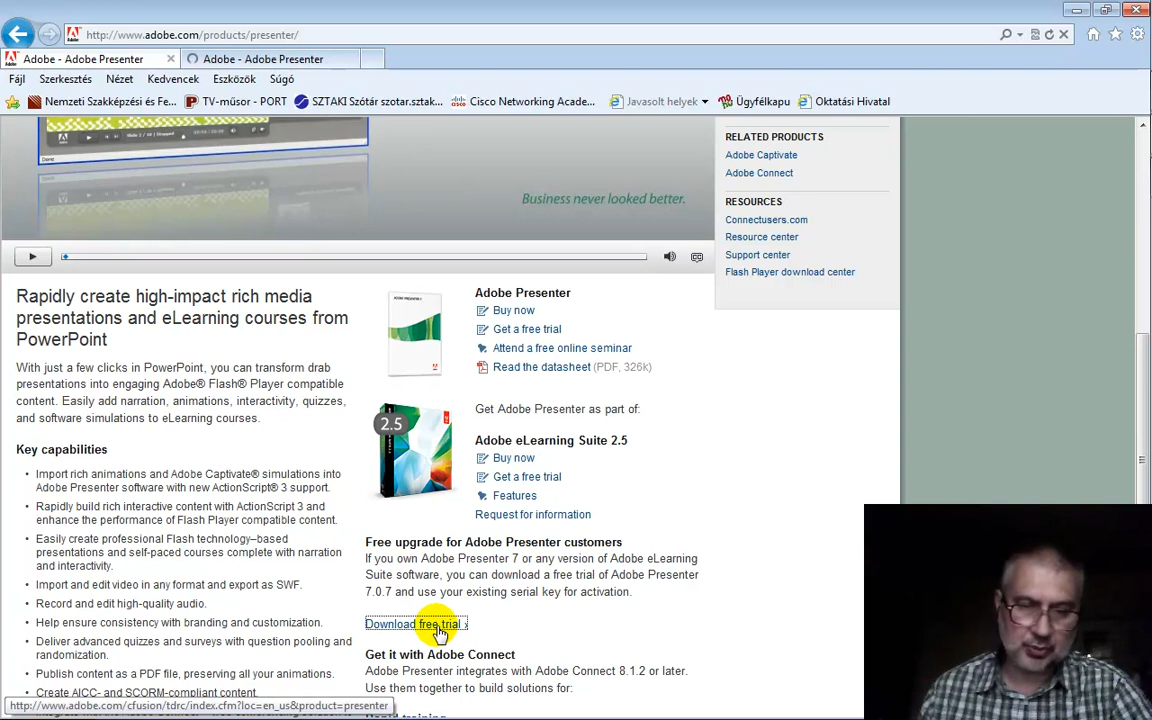 http://www.adobe.com/products/presenter/
Adobe - Adobe Presenter
Adobe - Adobe Presenter
Fájl Szerkesztés Nézet Kedvencek Eszközök Súgó
Nemzeti Szakképzési és Fe... TV-műsor - PORT SZTAKI Szótár szotar.sztak... Cisco Networking Acade... Javasolt helyek Ügyfélkapu Oktatási Hivatal
Business never looked better.
RELATED PRODUCTS
Adobe Captivate
Adobe Connect
RESOURCES
Connectusers.com
Resource center
Support center
Flash Player download center
Rapidly create high-impact rich media
presentations and eLearning courses from
PowerPoint
With just a few clicks in PowerPoint, you can transform drab
presentations into engaging Adobe® Flash® Player compatible
content. Easily add narration, animations, interactivity, quizzes,
and software simulations to eLearning courses.
Key capabilities
Import rich animations and Adobe Captivate® simulations into
Adobe Presenter software with new ActionScript ® 3 support.
Rapidly build rich interactive content with ActionScript 3 and
enhance the performance of Flash Player compatible content.
Easily create professional Flash technology–based
presentations and self-paced courses complete with narration
and interactivity.
Import and edit video in any format and export as SWF.
Record and edit high-quality audio.
Help ensure consistency with branding and customization.
Deliver advanced quizzes and surveys with question pooling and
randomization.
Publish content as a PDF file, preserving all your animations.
Create AICC- and SCORM-compliant content.
Adobe Presenter
Buy now
Get a free trial
Attend a free online seminar
Read the datasheet (PDF, 326k)
2.5
Get Adobe Presenter as part of:
Adobe eLearning Suite 2.5
Buy now
Get a free trial
Features
Request for information
Free upgrade for Adobe Presenter customers
If you own Adobe Presenter 7 or any version of Adobe eLearning
Suite software, you can download a free trial of Adobe Presenter
7.0.7 and use your existing serial key for activation.
Download free trial ›
Get it with Adobe Connect
Adobe Presenter integrates with Adobe Connect 8.1.2 or later.
Use them together to build solutions for:
Rapid training
http://www.adobe.com/cfusion/tdrc/index.cfm?loc=en_us&product=presenter